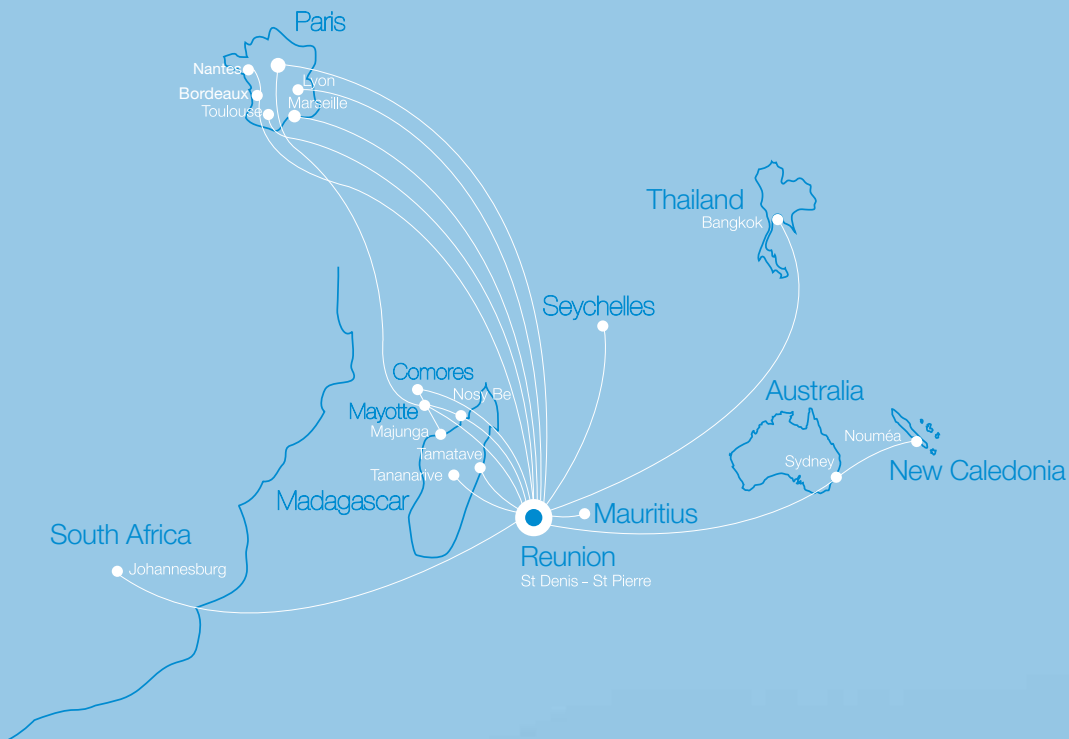 Paris
Nantes
Lyon
Bordeaux
Marseille
Toulouse
Thailand
Bangkok
Seychelles
Comores
Nosy Be
Mayotte
Majunga
Tamatave
Tananarive
Madagascar
Australia
Nouméa
Sydney
New Caledonia
Mauritius
South Africa
Johannesburg
Reunion
St Denis – St Pierre